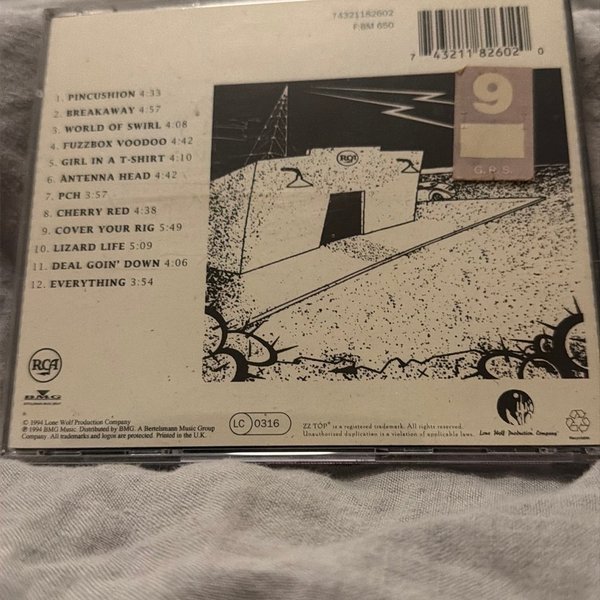 74321182602
F:BM 650
7 43211 82602 0
9
G.P.S.
1. PINCUSHION 4:33
2. BREAKAWAY 4:57
3. WORLD OF SWIRL 4:08
4. FUZZBOX VOODOO 4:42
5. GIRL IN A T-SHIRT 4:10
6. ANTENNA HEAD 4:42
7. PCH 3:57
8. CHERRY RED 4:38
9. COVER YOUR RIG 5:49
10. LIZARD LIFE 5:09
11. DEAL GOIN' DOWN 4:06
12. EVERYTHING 3:54
RCA
RCA
BMG
© 1994 Lone Wolf Production Company
℗ 1994 BMG Music. Distributed by BMG. A Bertelsmann Music Group
Company. All trademarks and logos are protected. Printed in the U.K.
LC 0316
ZZ TOP® is a registered trademark. All rights reserved.
Unauthorized duplication is a violation of applicable laws.
Lone Wolf Production Company
Recyclable